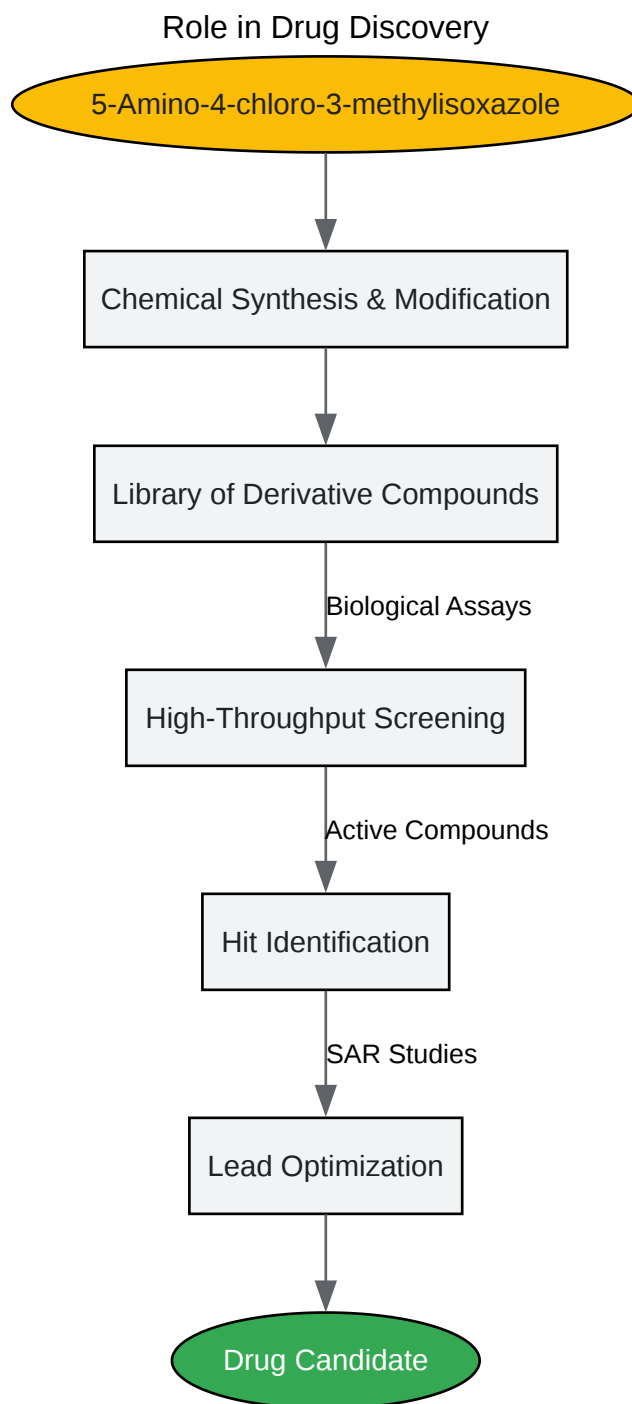 Role in Drug Discovery
5-Amino-4-chloro-3-methylisoxazole
Chemical Synthesis & Modification
Library of Derivative Compounds
Biological Assays
High-Throughput Screening
Active Compounds
Hit Identification
SAR Studies
Lead Optimization
Drug Candidate